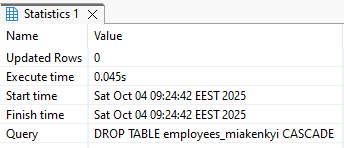 Statistics 1
Name Value
Updated Rows 0
Execute time 0.045s
Start time Sat Oct 04 09:24:42 EEST 2025
Finish time Sat Oct 04 09:24:42 EEST 2025
Query DROP TABLE employees_miakenkyi CASCADE